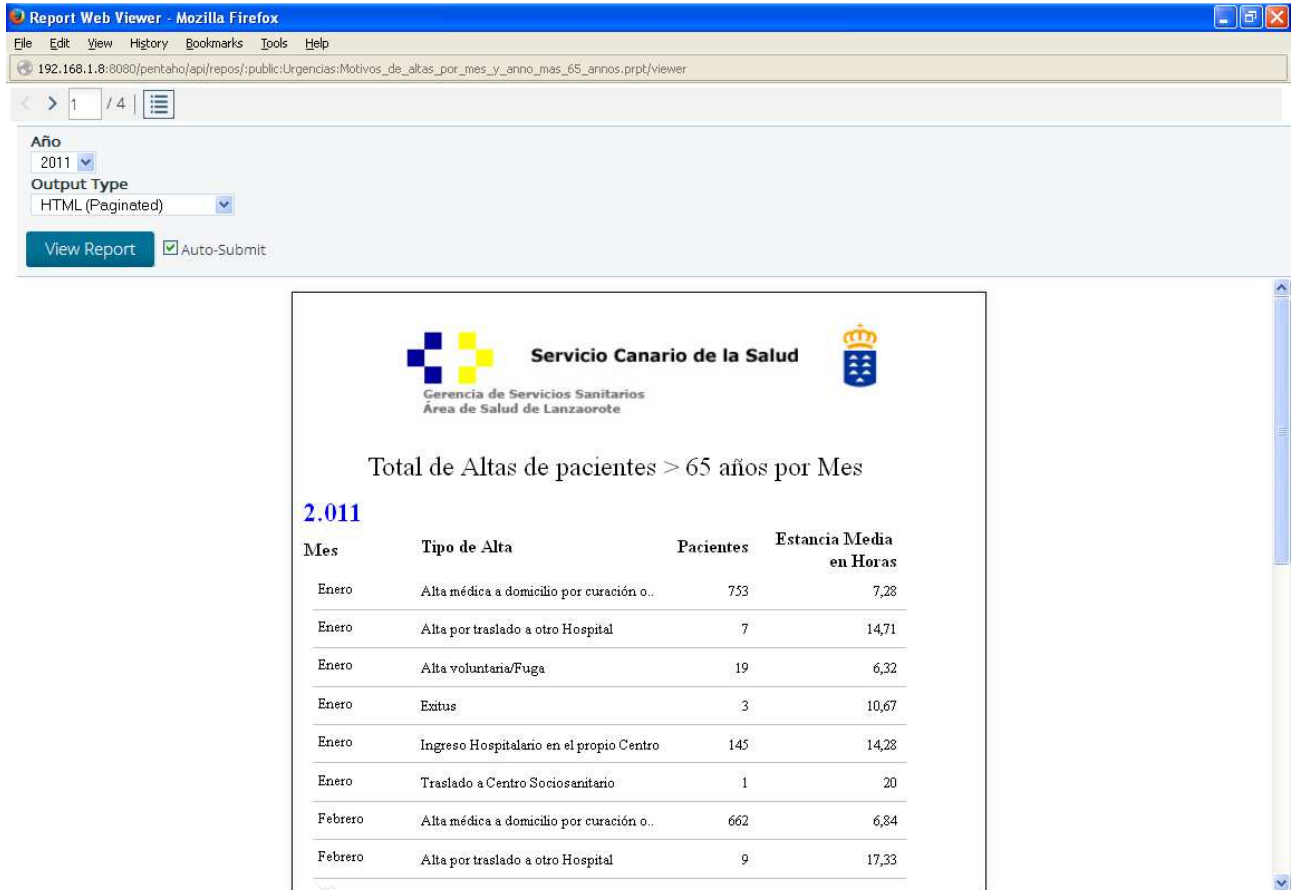 Report Web Viewer - Mozilla Firefox
File Edit View History Bookmarks Tools Help
192.168.1.8:8080/pentaho/api/repos/:public:Urgencias:Motivos_de_altas_por_mes_y_anno_mas_65_annos.prpt/viewer
< > 1 / 4
Año
2011
Output Type
HTML (Paginated)
View Report Auto-Submit
Servicio Canario de la Salud
Gerencia de Servicios Sanitarios
Área de Salud de Lanzaorote
Total de Altas de pacientes > 65 años por Mes
2.011
Mes Tipo de Alta Pacientes Estancia Media en Horas
Enero Alta médica a domicilio por curación o.. 753 7,28
Enero Alta por traslado a otro Hospital 7 14,71
Enero Alta voluntaria/Fuga 19 6,32
Enero Exitus 3 10,67
Enero Ingreso Hospitalario en el propio Centro 145 14,28
Enero Traslado a Centro Sociosanitario 1 20
Febrero Alta médica a domicilio por curación o.. 662 6,84
Febrero Alta por traslado a otro Hospital 9 17,33